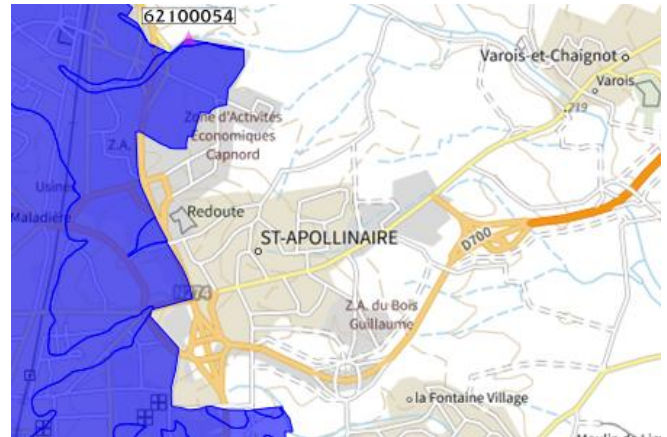 62100054
Varois-et-Chaignot
Varois
Zone d'Activités
Économiques
Capnord
Z.A.
Usine
Maladière
Redoute
ST-APOLLINAIRE
D700
N274
Z.A. du Bois
Guillaume
la Fontaine Village